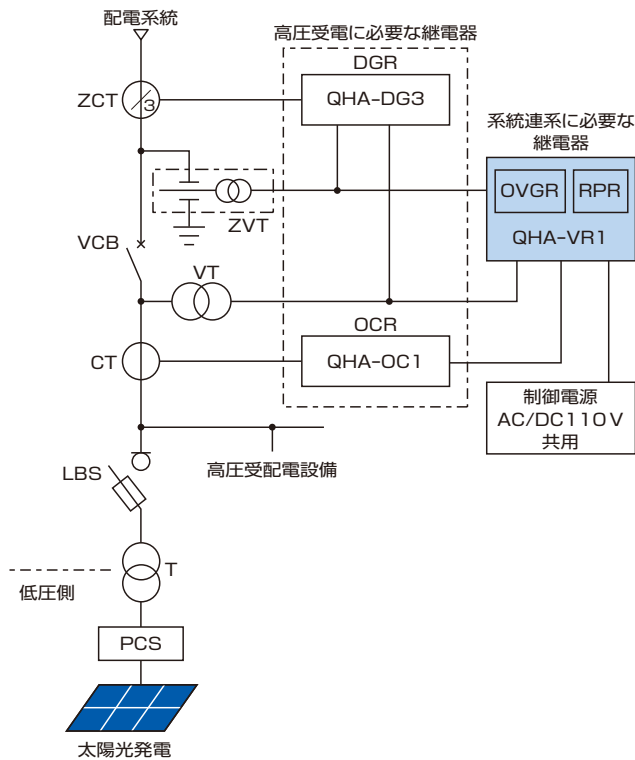 配電系統
高圧受電に必要な継電器
DGR
ZCT
3
QHA-DG3
系統連系に必要な
継電器
OVGR
RPR
QHA-VR1
ZVT
VCB
VT
OCR
CT
QHA-OC1
制御電源
AC/DC110V
共用
高圧受配電設備
LBS
T
低圧側
PCS
太陽光発電